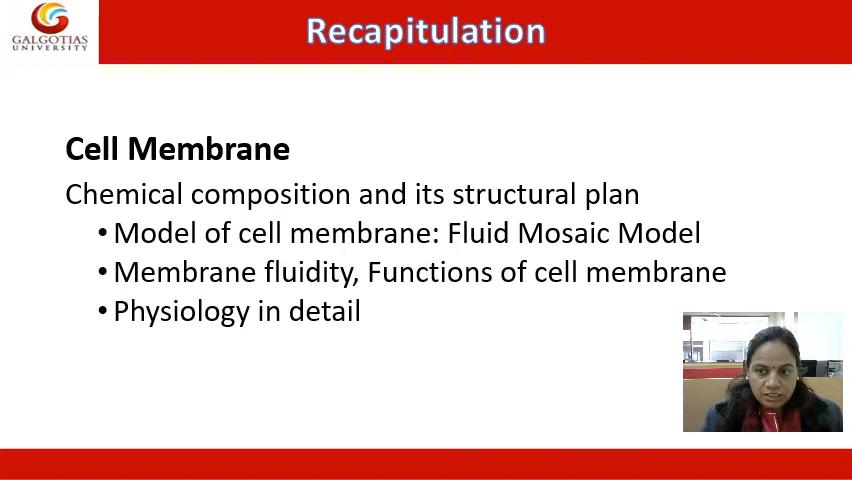 Recapitulation
GALGOTIAS
UNIVERSITY
Cell Membrane
Chemical composition and its structural plan
• Model of cell membrane: Fluid Mosaic Model
• Membrane fluidity, Functions of cell membrane
• Physiology in detail